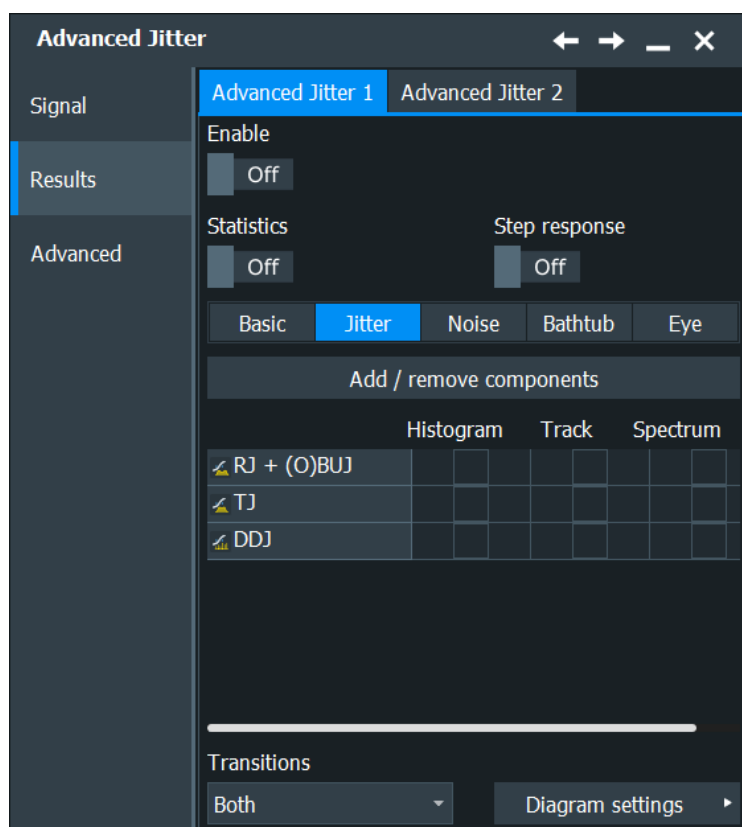 Advanced Jitter
Signal
Results
Advanced
Advanced Jitter 1 Advanced Jitter 2
Enable
Off
Statistics Step response
Off Off
Basic Jitter Noise Bathtub Eye
Add / remove components
Histogram Track Spectrum
RJ + (O)BUJ
TJ
DDJ
Transitions
Both Diagram settings